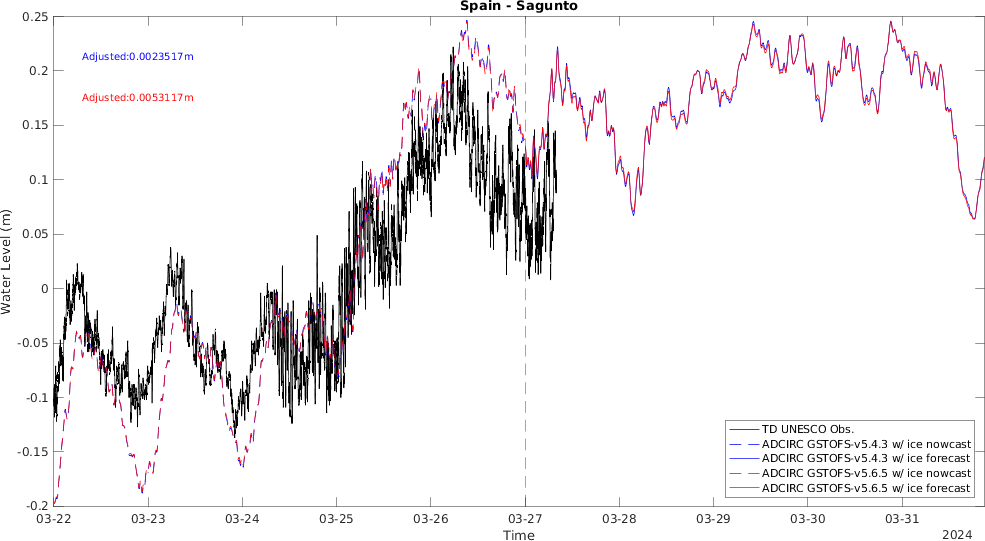 Spain - Sagunto
0.25
0.2
0.15
0.1
0.05
0
-0.05
-0.1
-0.15
-0.2
Water Level (m)
Adjusted:0.0023517m
Adjusted:0.0053117m
TD UNESCO Obs.
ADCIRC GSTOFS-v5.4.3 w/ ice nowcast
ADCIRC GSTOFS-v5.4.3 w/ ice forecast
ADCIRC GSTOFS-v5.6.5 w/ ice nowcast
ADCIRC GSTOFS-v5.6.5 w/ ice forecast
03-22 03-23 03-24 03-25 03-26 03-27 03-28 03-29 03-30 03-31
Time
2024